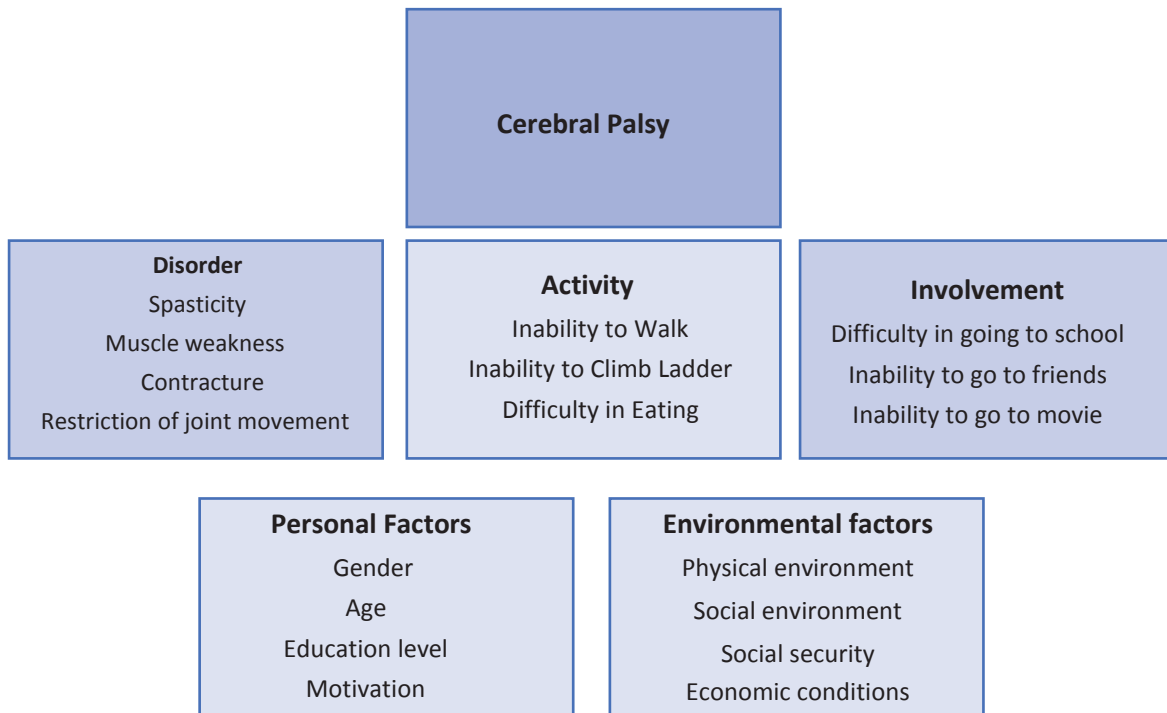 Cerebral Palsy
Disorder
Spasticity
Muscle weakness
Contracture
Restriction of joint movement
Activity
Inability to Walk
Inability to Climb Ladder
Difficulty in Eating
Involvement
Difficulty in going to school
Inability to go to friends
Inability to go to movie
Personal Factors
Gender
Age
Education level
Motivation
Environmental factors
Physical environment
Social environment
Social security
Economic conditions